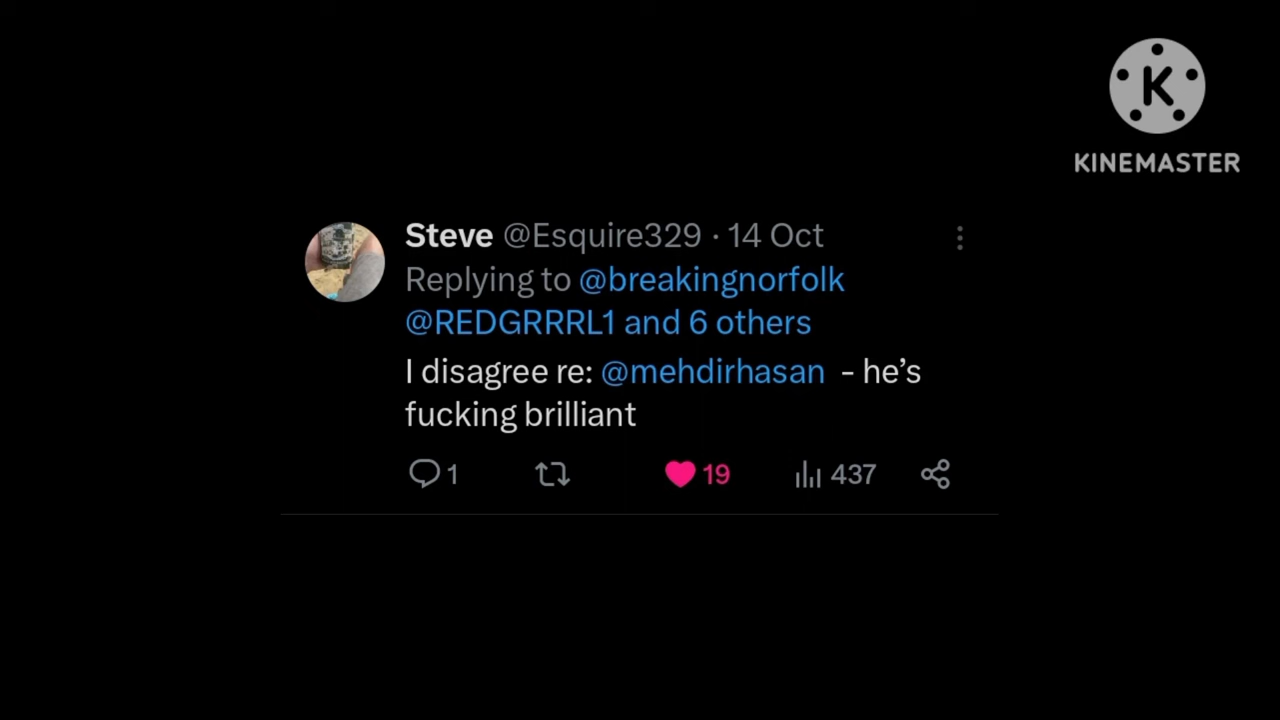 K
KINEMASTER
Steve @Esquire329 · 14 Oct
Replying to @breakingnorfolk
@REDGRRRL1 and 6 others
I disagree re: @mehdirhasan - he’s
fucking brilliant
1 19 437